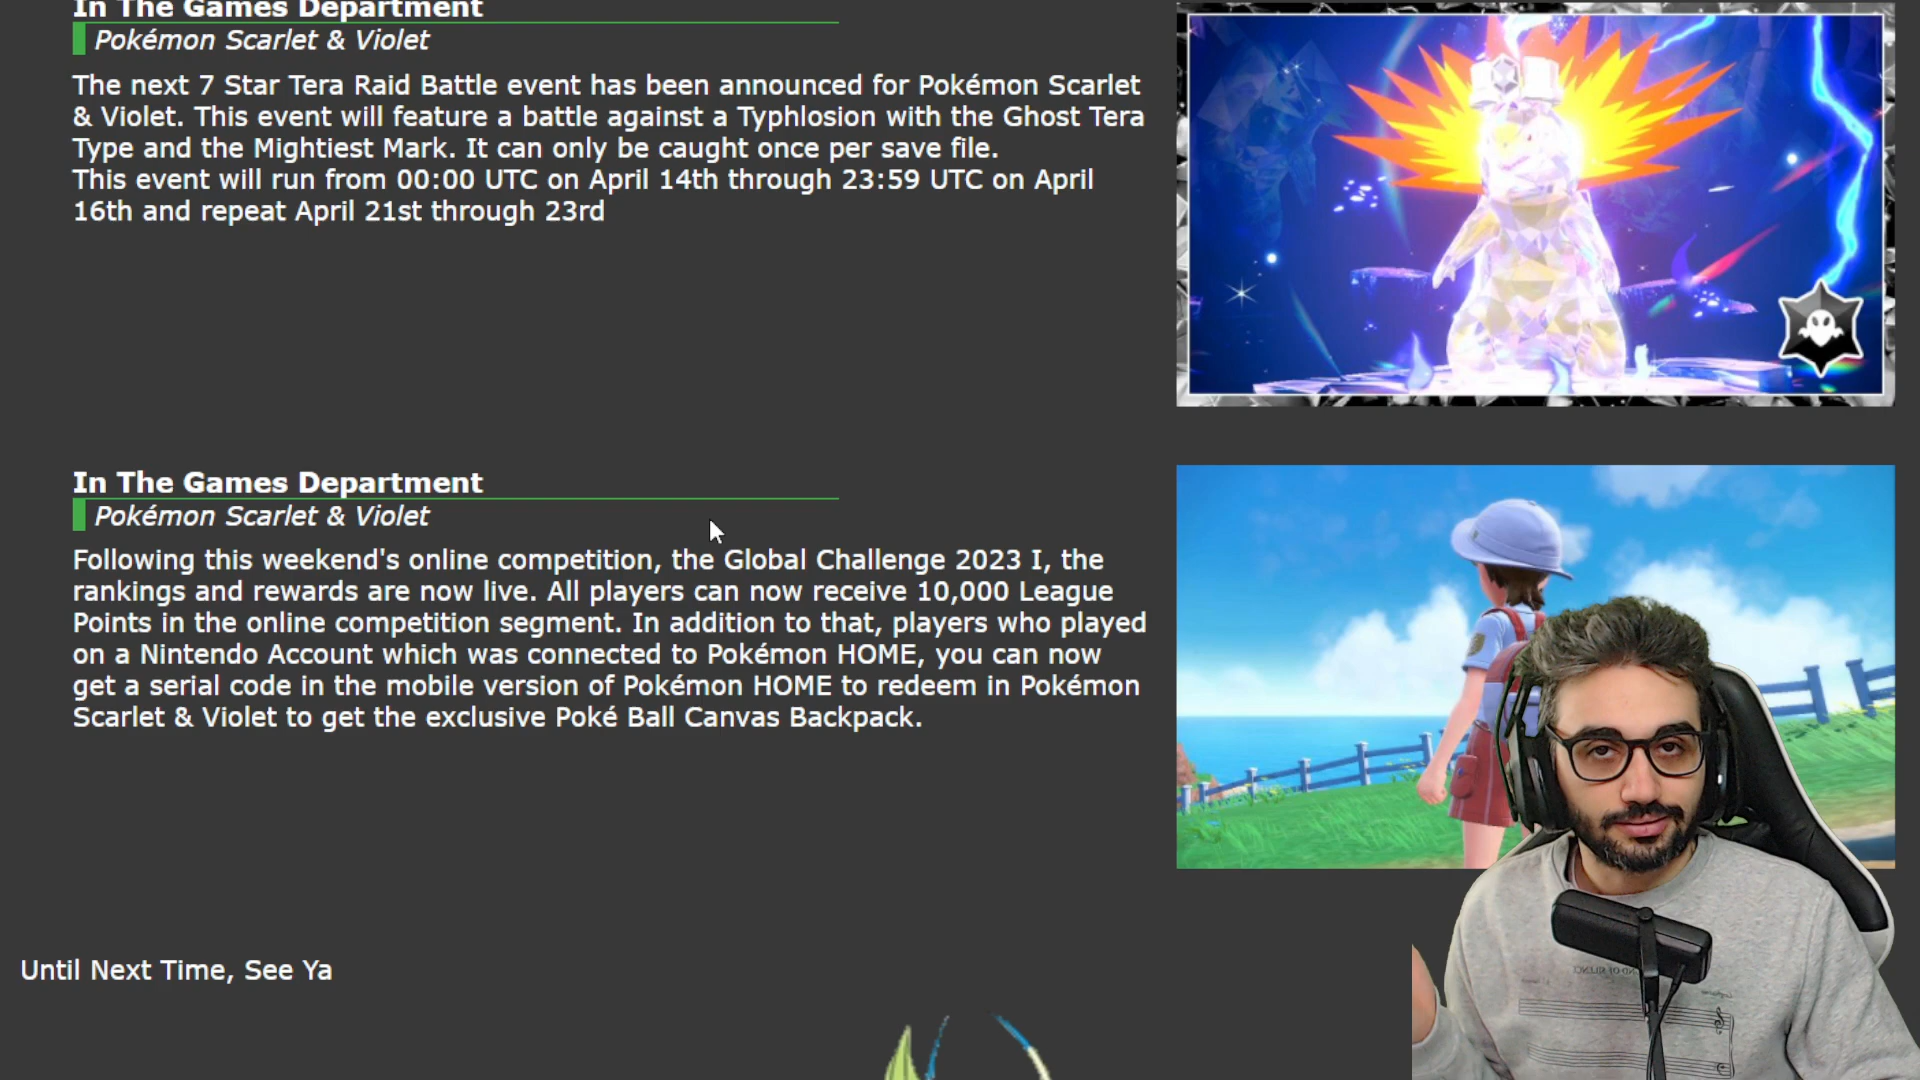 In The Games Department
Pokémon Scarlet & Violet
The next 7 Star Tera Raid Battle event has been announced for Pokémon Scarlet
& Violet. This event will feature a battle against a Typhlosion with the Ghost Tera
Type and the Mightiest Mark. It can only be caught once per save file.
This event will run from 00:00 UTC on April 14th through 23:59 UTC on April
16th and repeat April 21st through 23rd
In The Games Department
Pokémon Scarlet & Violet
Following this weekend's online competition, the Global Challenge 2023 I, the
rankings and rewards are now live. All players can now receive 10,000 League
Points in the online competition segment. In addition to that, players who played
on a Nintendo Account which was connected to Pokémon HOME, you can now
get a serial code in the mobile version of Pokémon HOME to redeem in Pokémon
Scarlet & Violet to get the exclusive Poké Ball Canvas Backpack.
Until Next Time, See Ya